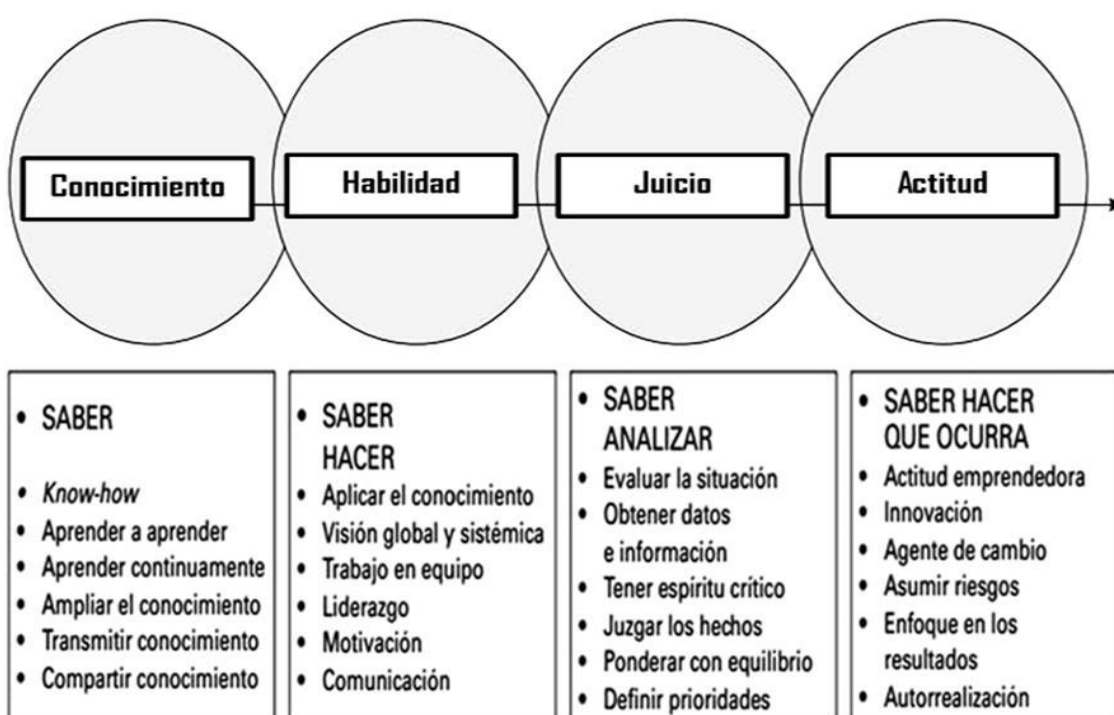 Conocimiento
Habilidad
Juicio
Actitud
• SABER
• Know-how
• Aprender a aprender
• Aprender continuamente
• Ampliar el conocimiento
• Transmitir conocimiento
• Compartir conocimiento
• SABER
HACER
• Aplicar el conocimiento
• Visión global y sistémica
• Trabajo en equipo
• Liderazgo
• Motivación
• Comunicación
• SABER
ANALIZAR
• Evaluar la situación
• Obtener datos
e información
• Tener espíritu crítico
• Juzgar los hechos
• Ponderar con equilibrio
• Definir prioridades
• SABER HACER
QUE OCURRA
• Actitud emprendedora
• Innovación
• Agente de cambio
• Asumir riesgos
• Enfoque en los
resultados
• Autorrealización